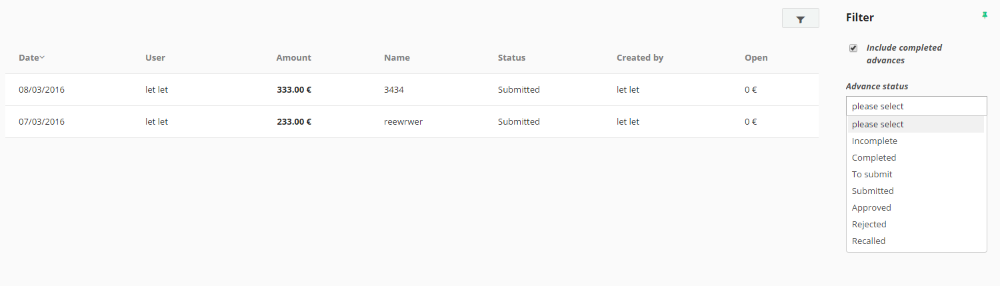 Filter
Include completed
advances
Date User Amount Name Status Created by Open
08/03/2016 let let 333.00 € 3434 Submitted let let 0 €
07/03/2016 let let 233.00 € reewrwer Submitted let let 0 €
Advance status
please select
please select
Incomplete
Completed
To submit
Submitted
Approved
Rejected
Recalled